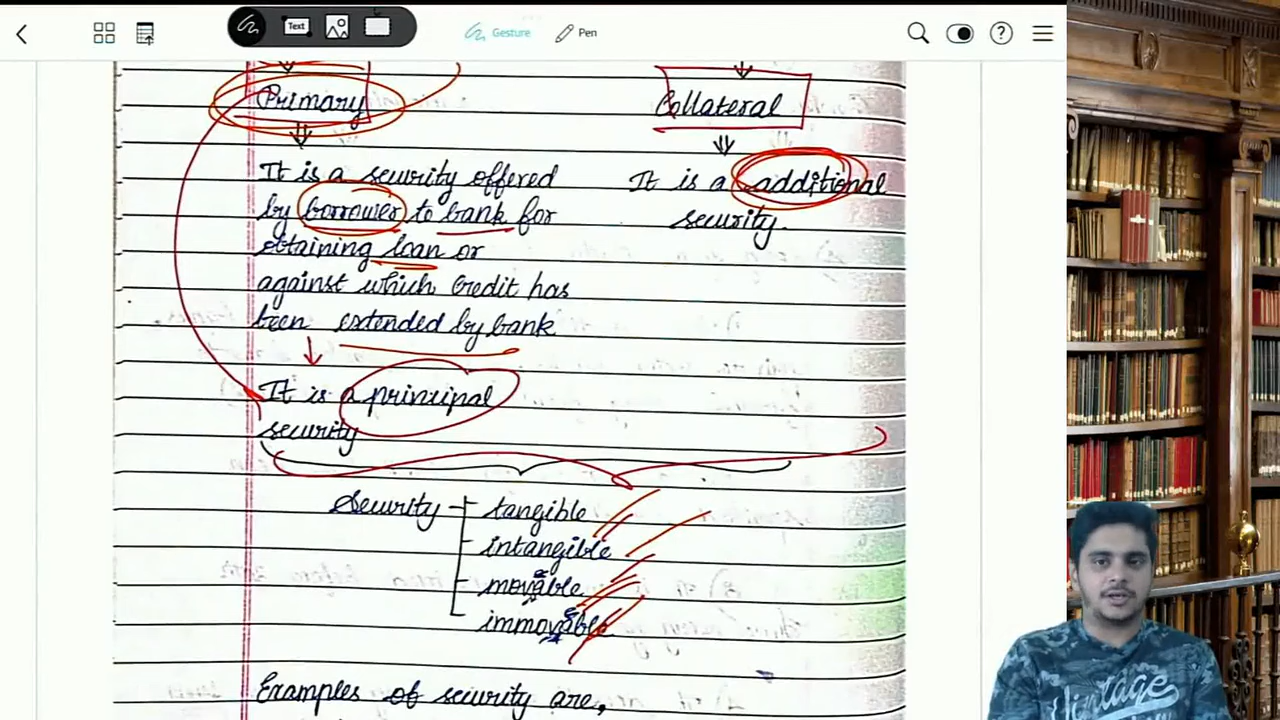 Text
Gesture
Pen
Primary
Collateral
It is a security offered
by borrower to bank for
attaining loan or
against which credit has
been extended by bank
It is a additional
security.
It is a principal
security
Security
tangible
intangible
movable
immovable
Examples of security are,
Vintage